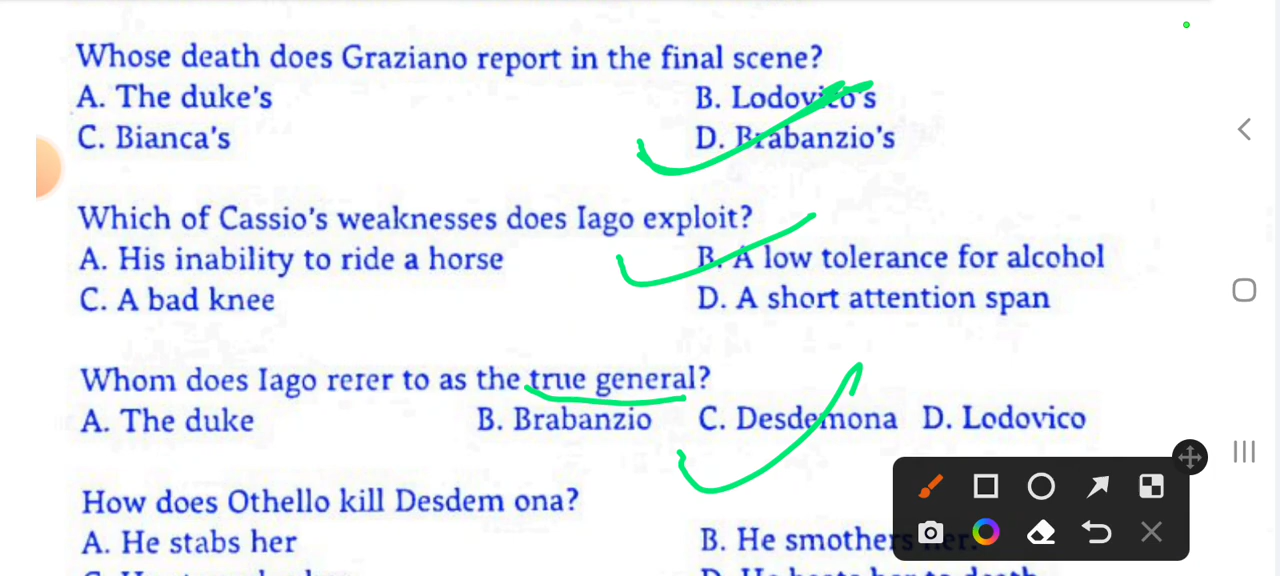 Whose death does Graziano report in the final scene?
A. The duke's B. Lodovico's
C. Bianca's D. Brabanzio's
Which of Cassio's weaknesses does Iago exploit?
A. His inability to ride a horse B. A low tolerance for alcohol
C. A bad knee D. A short attention span
Whom does Iago rerer to as the true general?
A. The duke B. Brabanzio C. Desdemona D. Lodovico
How does Othello kill Desdem ona?
A. He stabs her B. He smothers her.